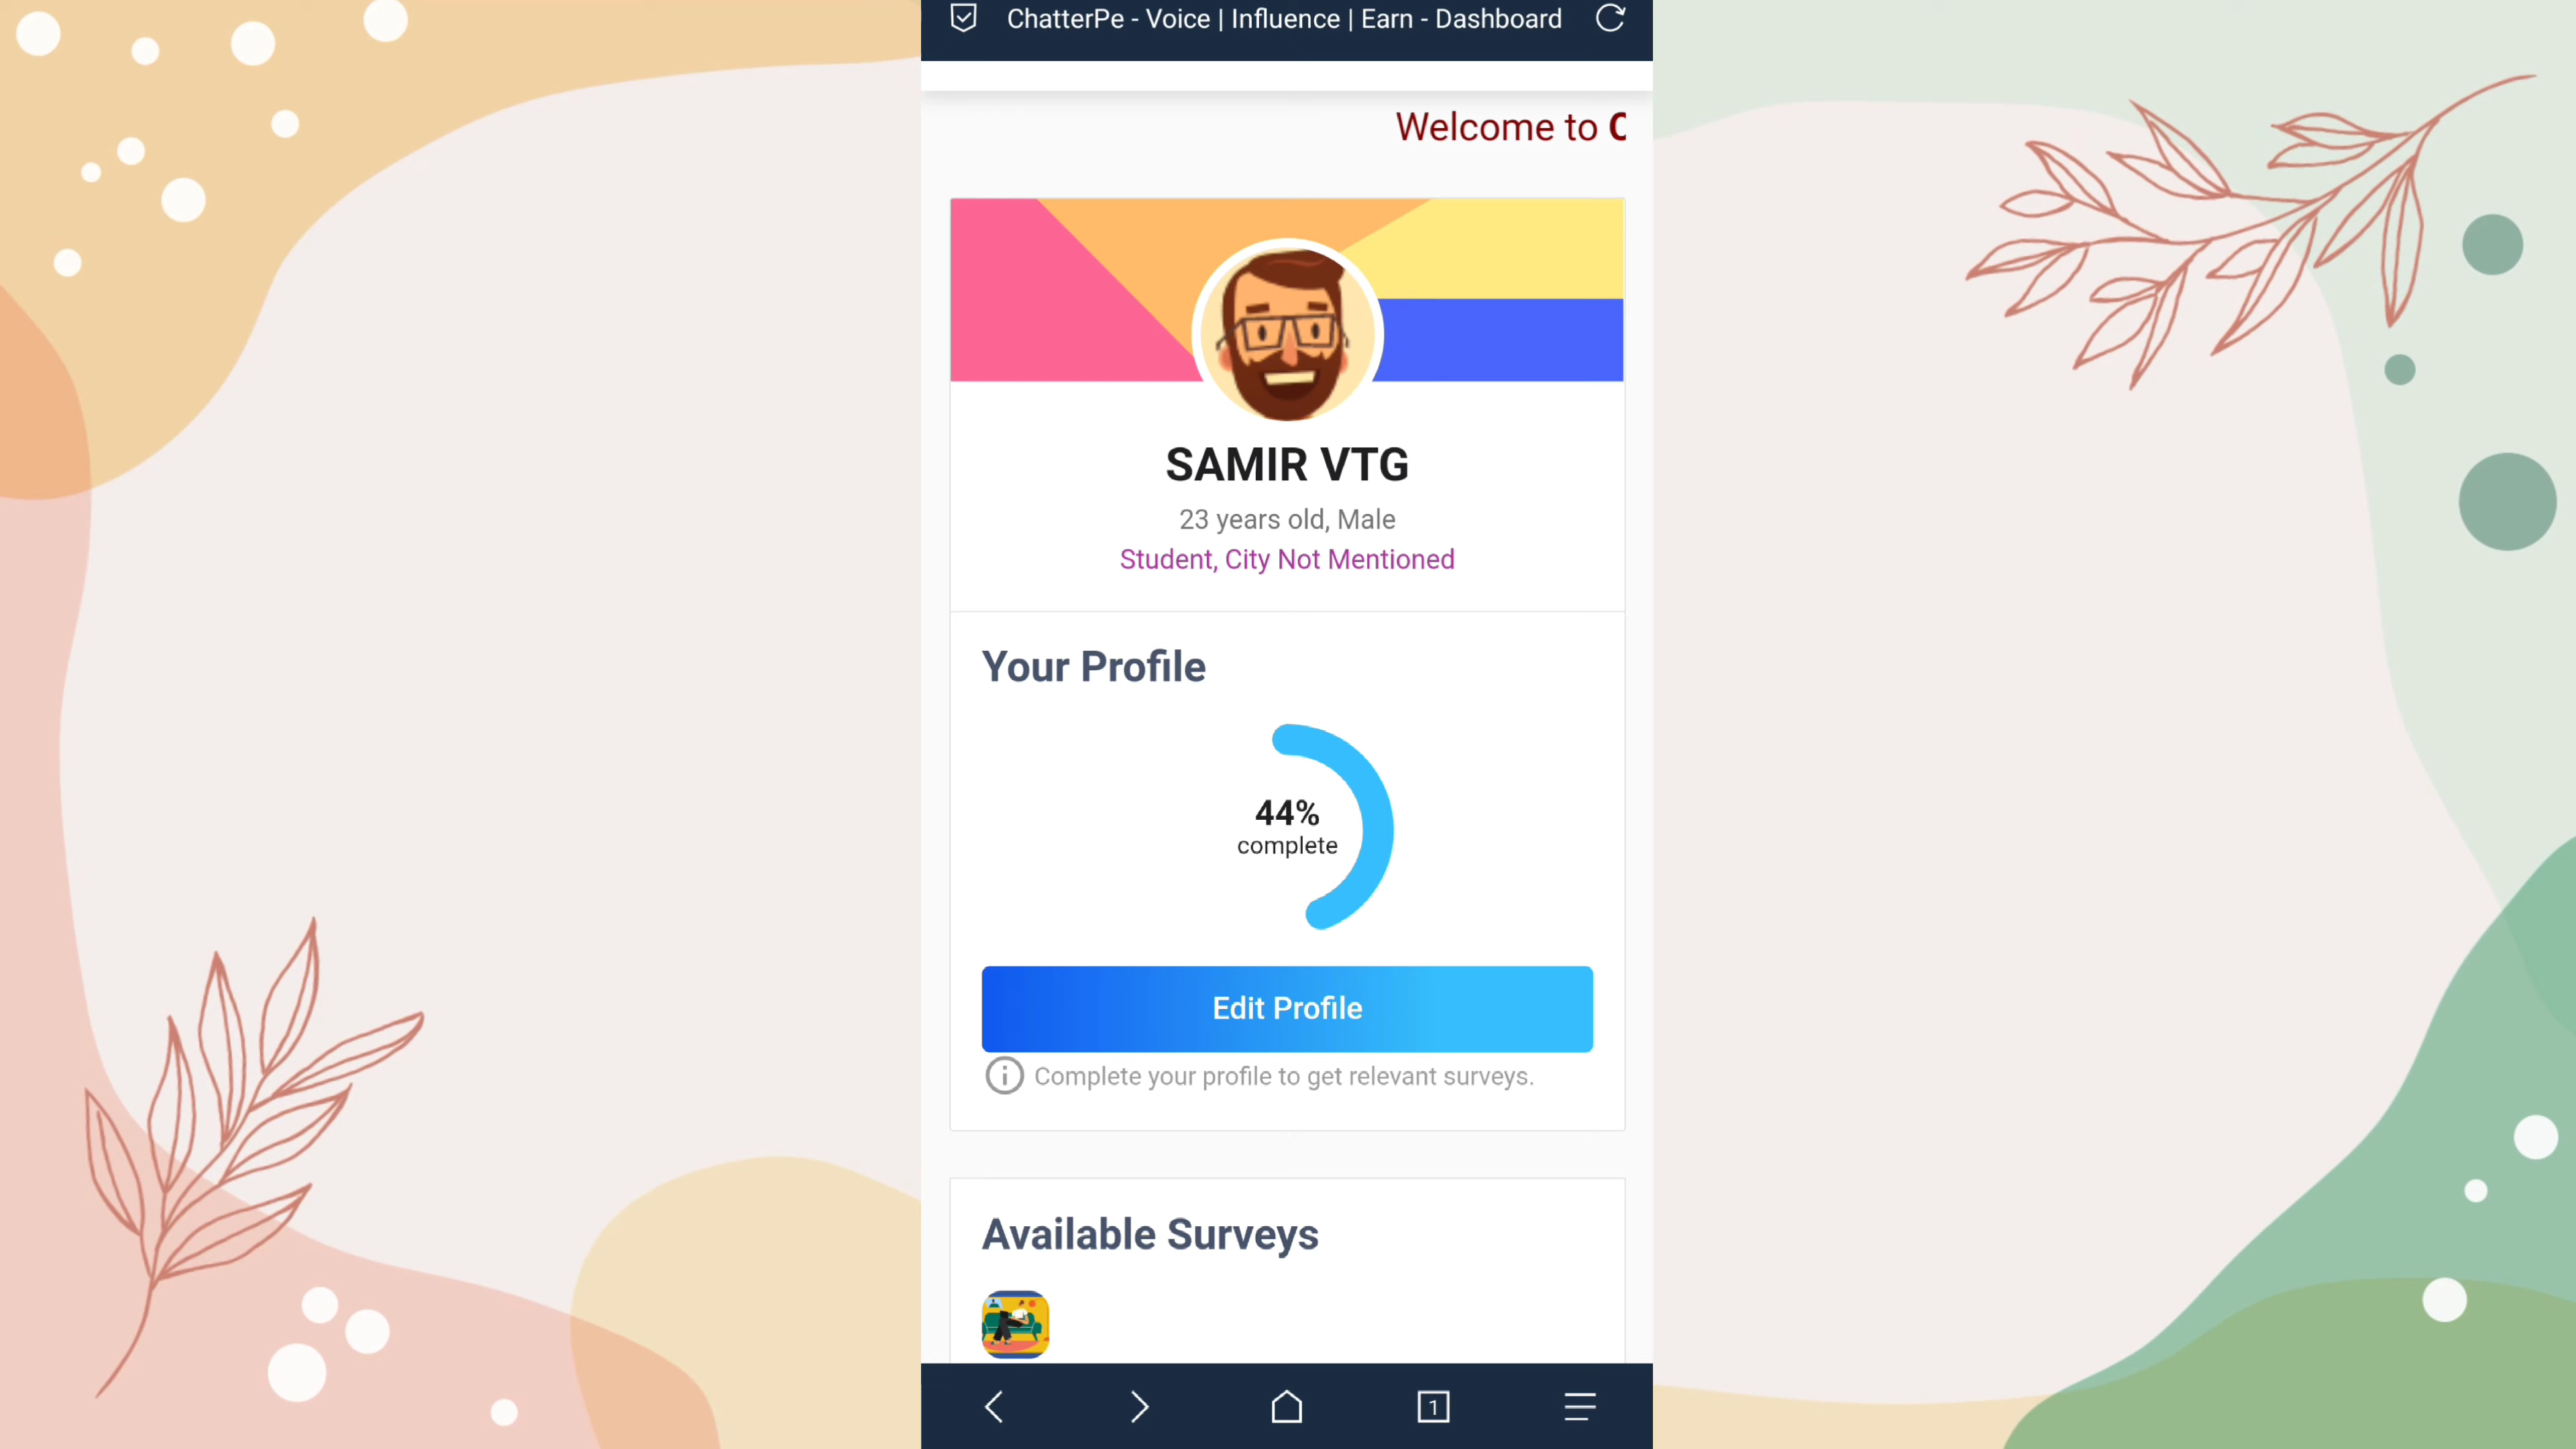 ChatterPe - Voice | Influence | Earn - Dashboard
Welcome to C
SAMIR VTG
23 years old, Male
Student, City Not Mentioned
Your Profile
44%
complete
Edit Profile
Complete your profile to get relevant surveys.
Available Surveys
1